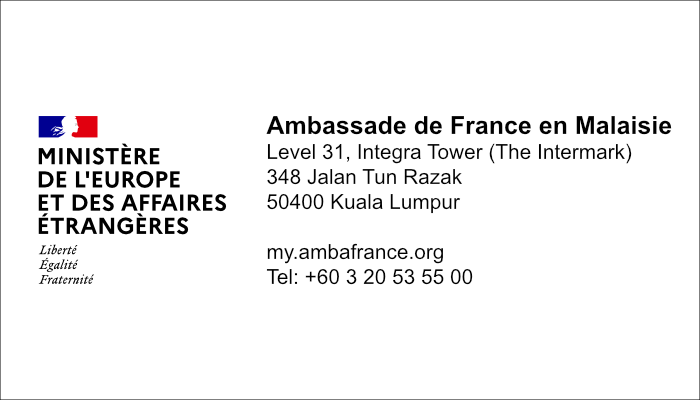 MINISTÈRE
DE L'EUROPE
ET DES AFFAIRES
ÉTRANGÈRES
Liberté
Égalité
Fraternité
Ambassade de France en Malaisie
Level 31, Integra Tower (The Intermark)
348 Jalan Tun Razak
50400 Kuala Lumpur
my.ambafrance.org
Tel: +60 3 20 53 55 00